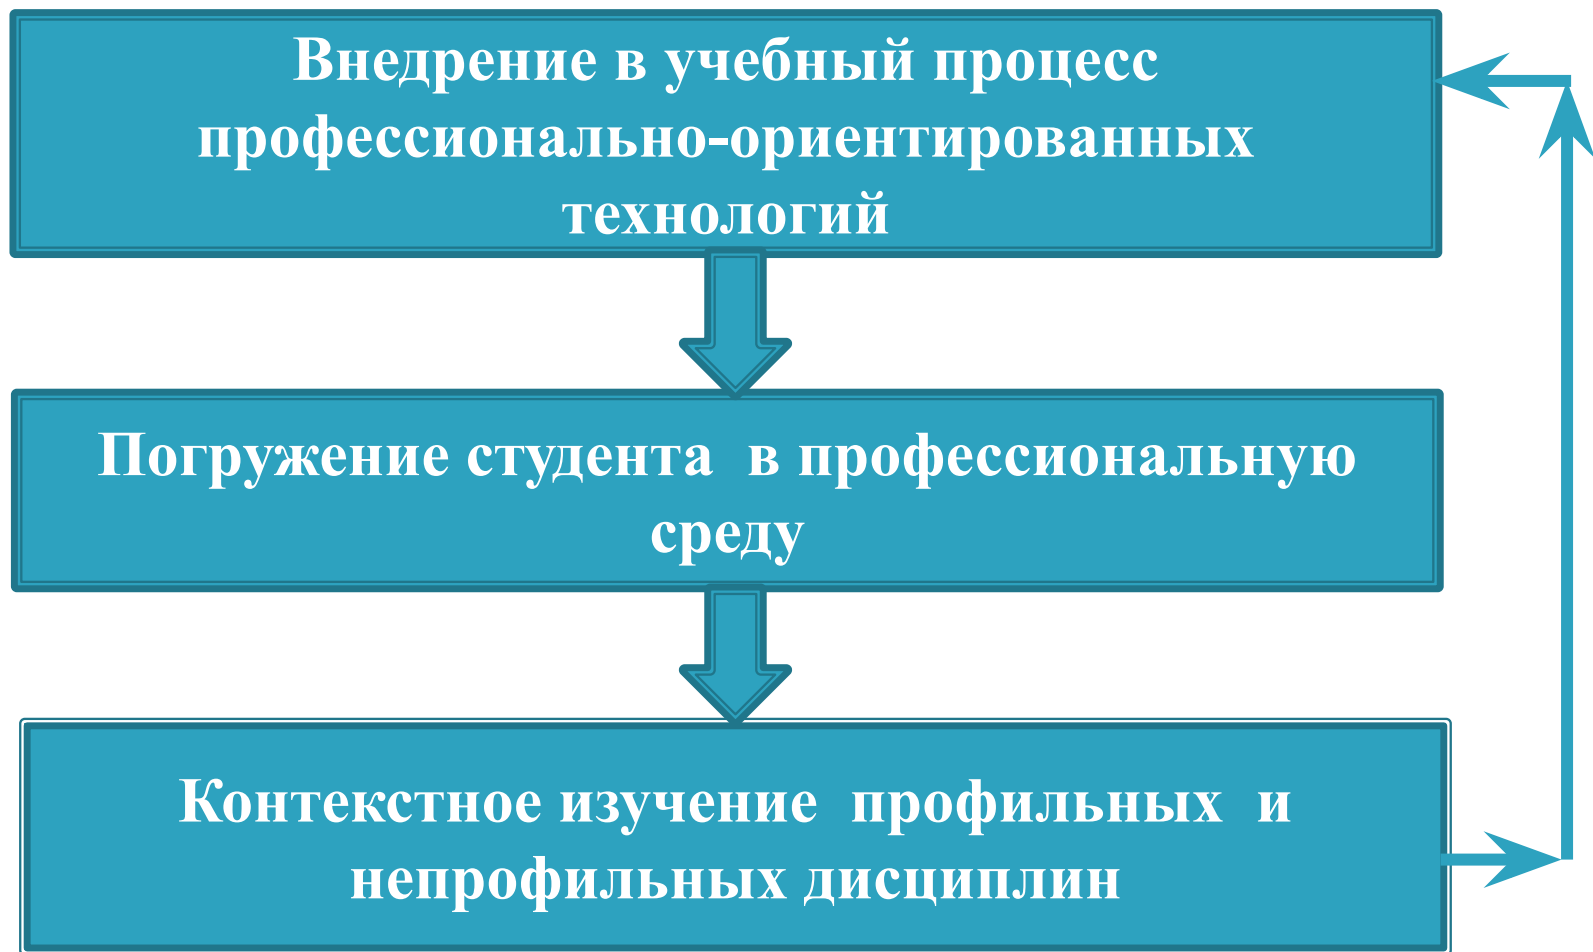 Внедрение в учебный процесс
профессионально-ориентированных
технологий
Погружение студента в профессиональную
среду
Контекстное изучение профильных и
непрофильных дисциплин